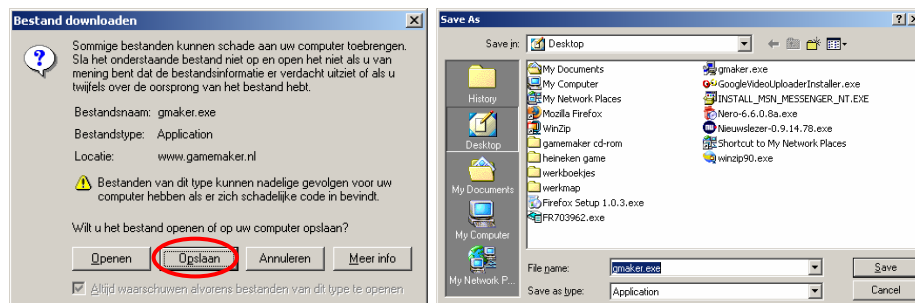 Bestand downloaden
Sommige bestanden kunnen schade aan uw computer toebrengen.
Sla het onderstaande bestand niet op en open het niet als u van
mening bent dat de bestandsinformatie er verdacht uitziet of als u
twijfels over de oorsprong van het bestand hebt.
Bestandsnaam: gmaker.exe
Bestandstype: Application
Locatie: www.gamemaker.nl
Bestanden van dit type kunnen nadelige gevolgen voor uw
computer hebben als er zich schadelijke code in bevindt.
Wilt u het bestand openen of op uw computer opslaan?
Openen Opslaan Annuleren Meer info
Altijd waarschuwen alvorens bestanden van dit type te openen
Save As
Save in: Desktop
History
Desktop
My Documents
My Computer
My Network P...
My Documents
My Computer
My Network Places
Mozilla Firefox
WinZip
gamemaker cd-rom
heineken game
werkboekjes
werkmap
Firefox Setup 1.0.3.exe
FR703962.exe
gmaker.exe
GoogleVideoUploaderInstaller.exe
INSTALL_MSN_MESSENGER_NT.EXE
Nero-6.6.0.8a.exe
Nieuwslezer-0.9.14.78.exe
Shortcut to My Network Places
winzip90.exe
File name: gmaker.exe Save
Save as type: Application Cancel